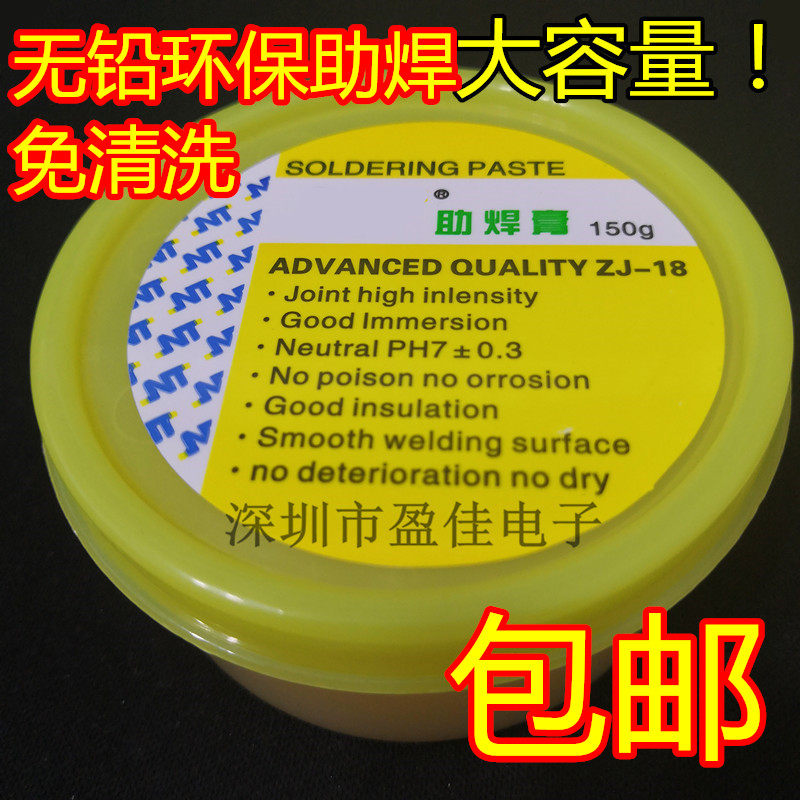 无铅环保助焊大容量！
免清洗
SOLDERING PASTE
®
助焊膏 150g
ADVANCED QUALITY ZJ-18
· Joint high inlensity
· Good Immersion
· Neutral PH7±0.3
· No poison no orrosion
· Good insulation
· Smooth welding surface
· no deterioration no dry
深圳市盈佳电子
包邮